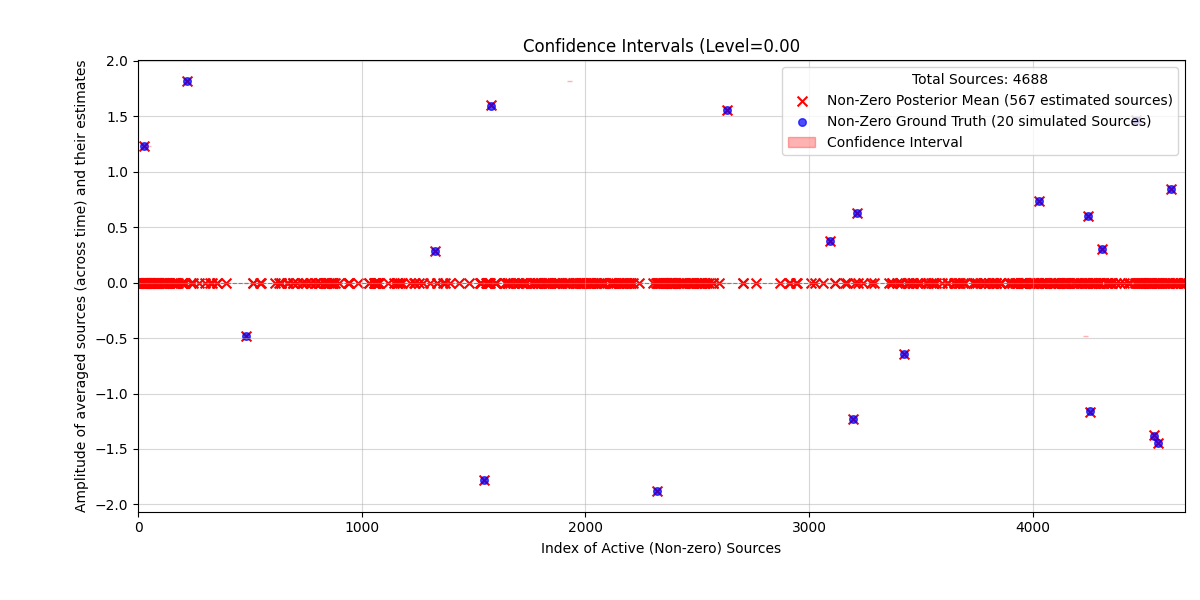 Confidence Intervals (Level=0.00
Amplitude of averaged sources (across time) and their estimates
2.0
1.5
1.0
0.5
0.0
−0.5
−1.0
−1.5
−2.0
Total Sources: 4688
Non-Zero Posterior Mean (567 estimated sources)
Non-Zero Ground Truth (20 simulated Sources)
Confidence Interval
0
1000
2000
3000
4000
Index of Active (Non-zero) Sources